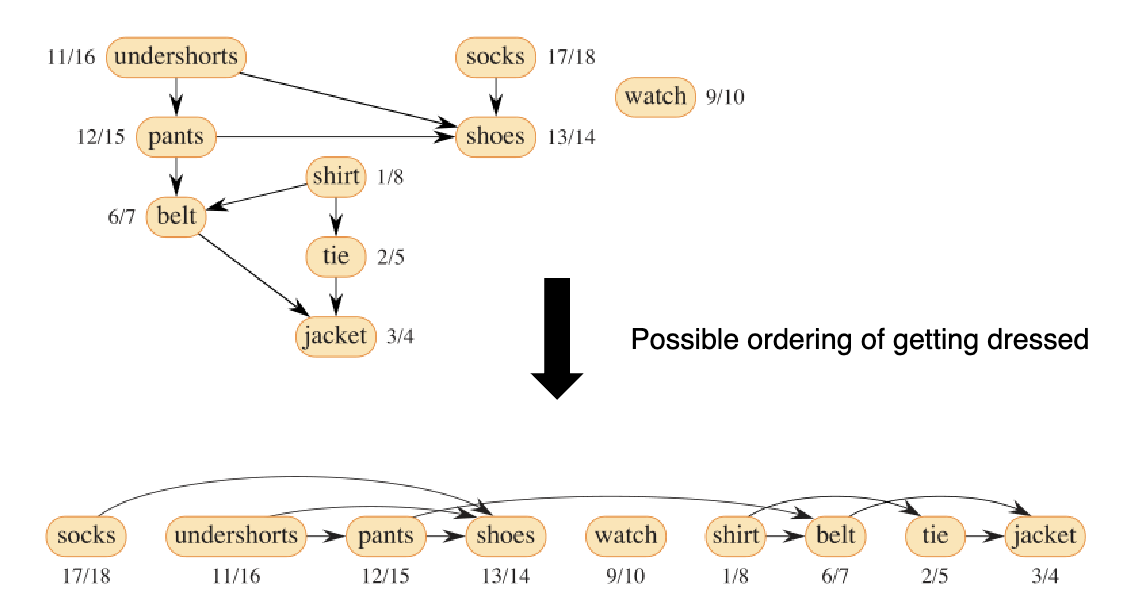 11/16 undershorts socks 17/18
watch 9/10
12/15 pants shoes 13/14
shirt 1/8
6/7 belt
tie 2/5
jacket 3/4
Possible ordering of getting dressed
socks undershorts pants shoes watch shirt belt tie jacket
17/18 11/16 12/15 13/14 9/10 1/8 6/7 2/5 3/4